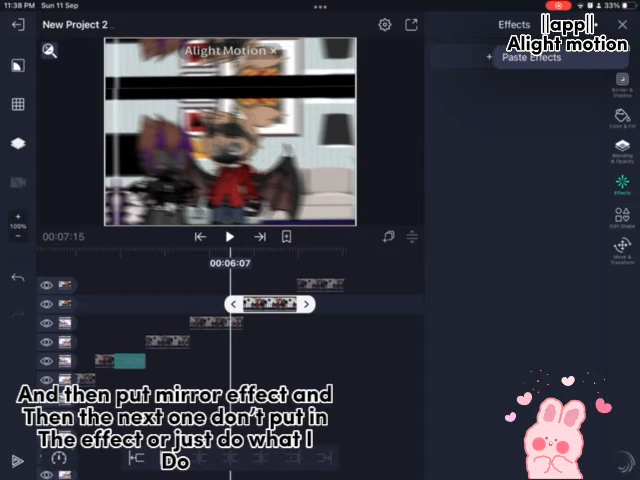 11:38 PM Sun 11 Sep
33%
New Project 2
Effects
||app||-
Alight motion
Alight Motion ×
+ Paste Effects
Border &
Shadow
Color & Fill
Blending
& Opacity
Effects
Edit Shape
Move &
Transform
+
100%
-
00:07:15
00:06:07
And then put mirror effect and
Then the next one don't put in
The effect or just do what I
Do